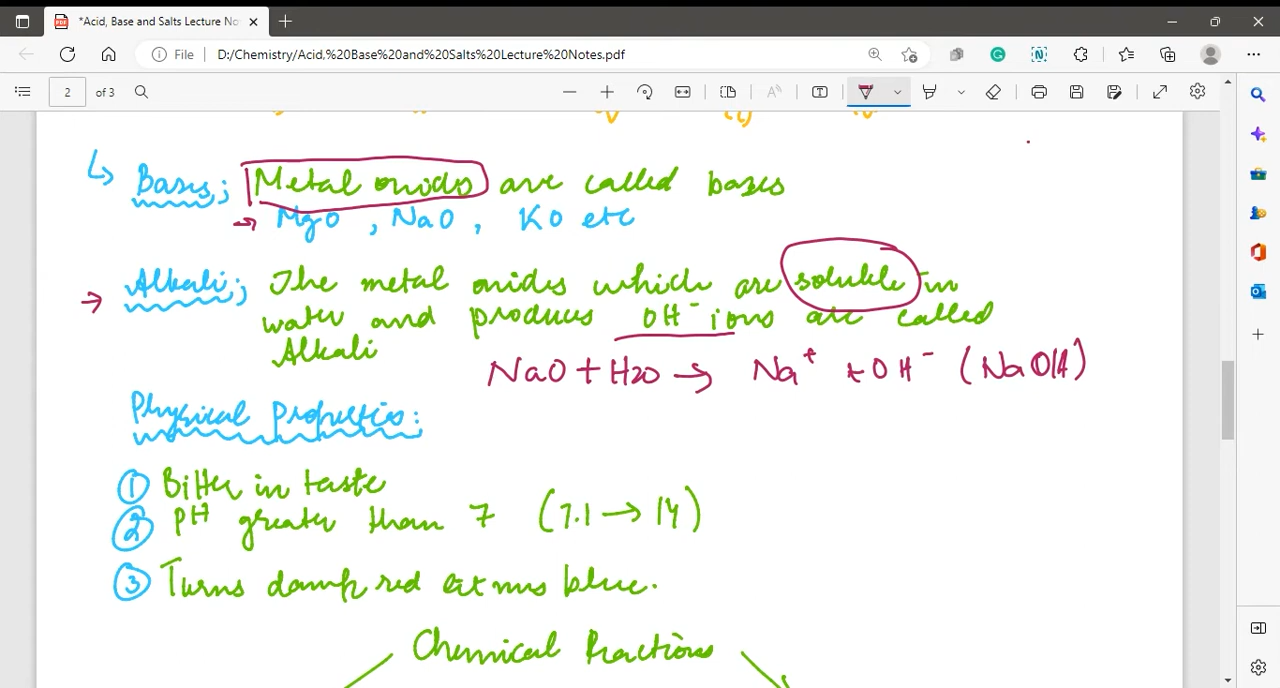 *Acid, Base and Salts Lecture No
File D:/Chemistry/Acid,%20Base%20and%20Salts%20Lecture%20Notes.pdf
2 of 3
↳ Bases; Metal oxides are called bases
→ MgO, NaO, KO etc
→ Alkali; The metal oxides which are soluble in
water and produces OH⁻ ions are called
Alkali
NaO + H2O → Na⁺ + OH⁻ (NaOH)
Physical Properties:
① Bitter in taste
② PH greater than 7 (7.1 → 14)
③ Turns damp red litmus blue.
Chemical Reactions